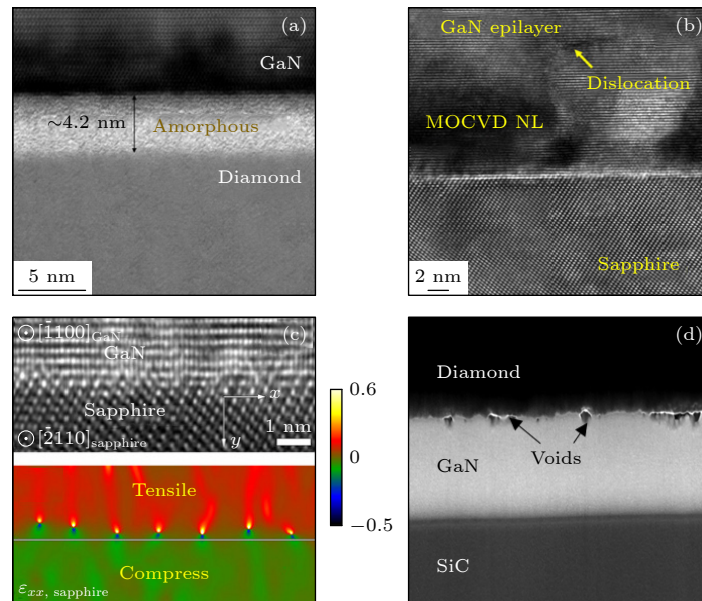 (a)
GaN
~4.2 nm
Amorphous
Diamond
5 nm
(b)
GaN epilayer
Dislocation
MOCVD NL
Sapphire
2 nm
(c)
⊙[1̄100]GaN
GaN
Sapphire
x
y
1 nm
⊙[2̄110]sapphire
Tensile
Compress
εxx, sapphire
0.6
0
−0.5
(d)
Diamond
Voids
GaN
SiC